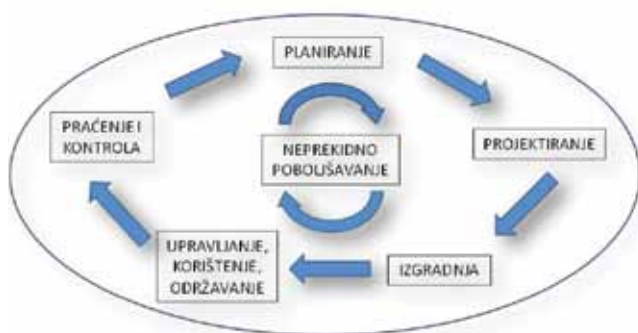 PLANIRANJE
PRAĆENJE I
KONTROLA
PROJEKTIRANJE
NEPREKIDNO
POBOLJŠAVANJE
UPRAVLJANJE,
KORIŠTENJE,
ODRŽAVANJE
IZGRADNJA